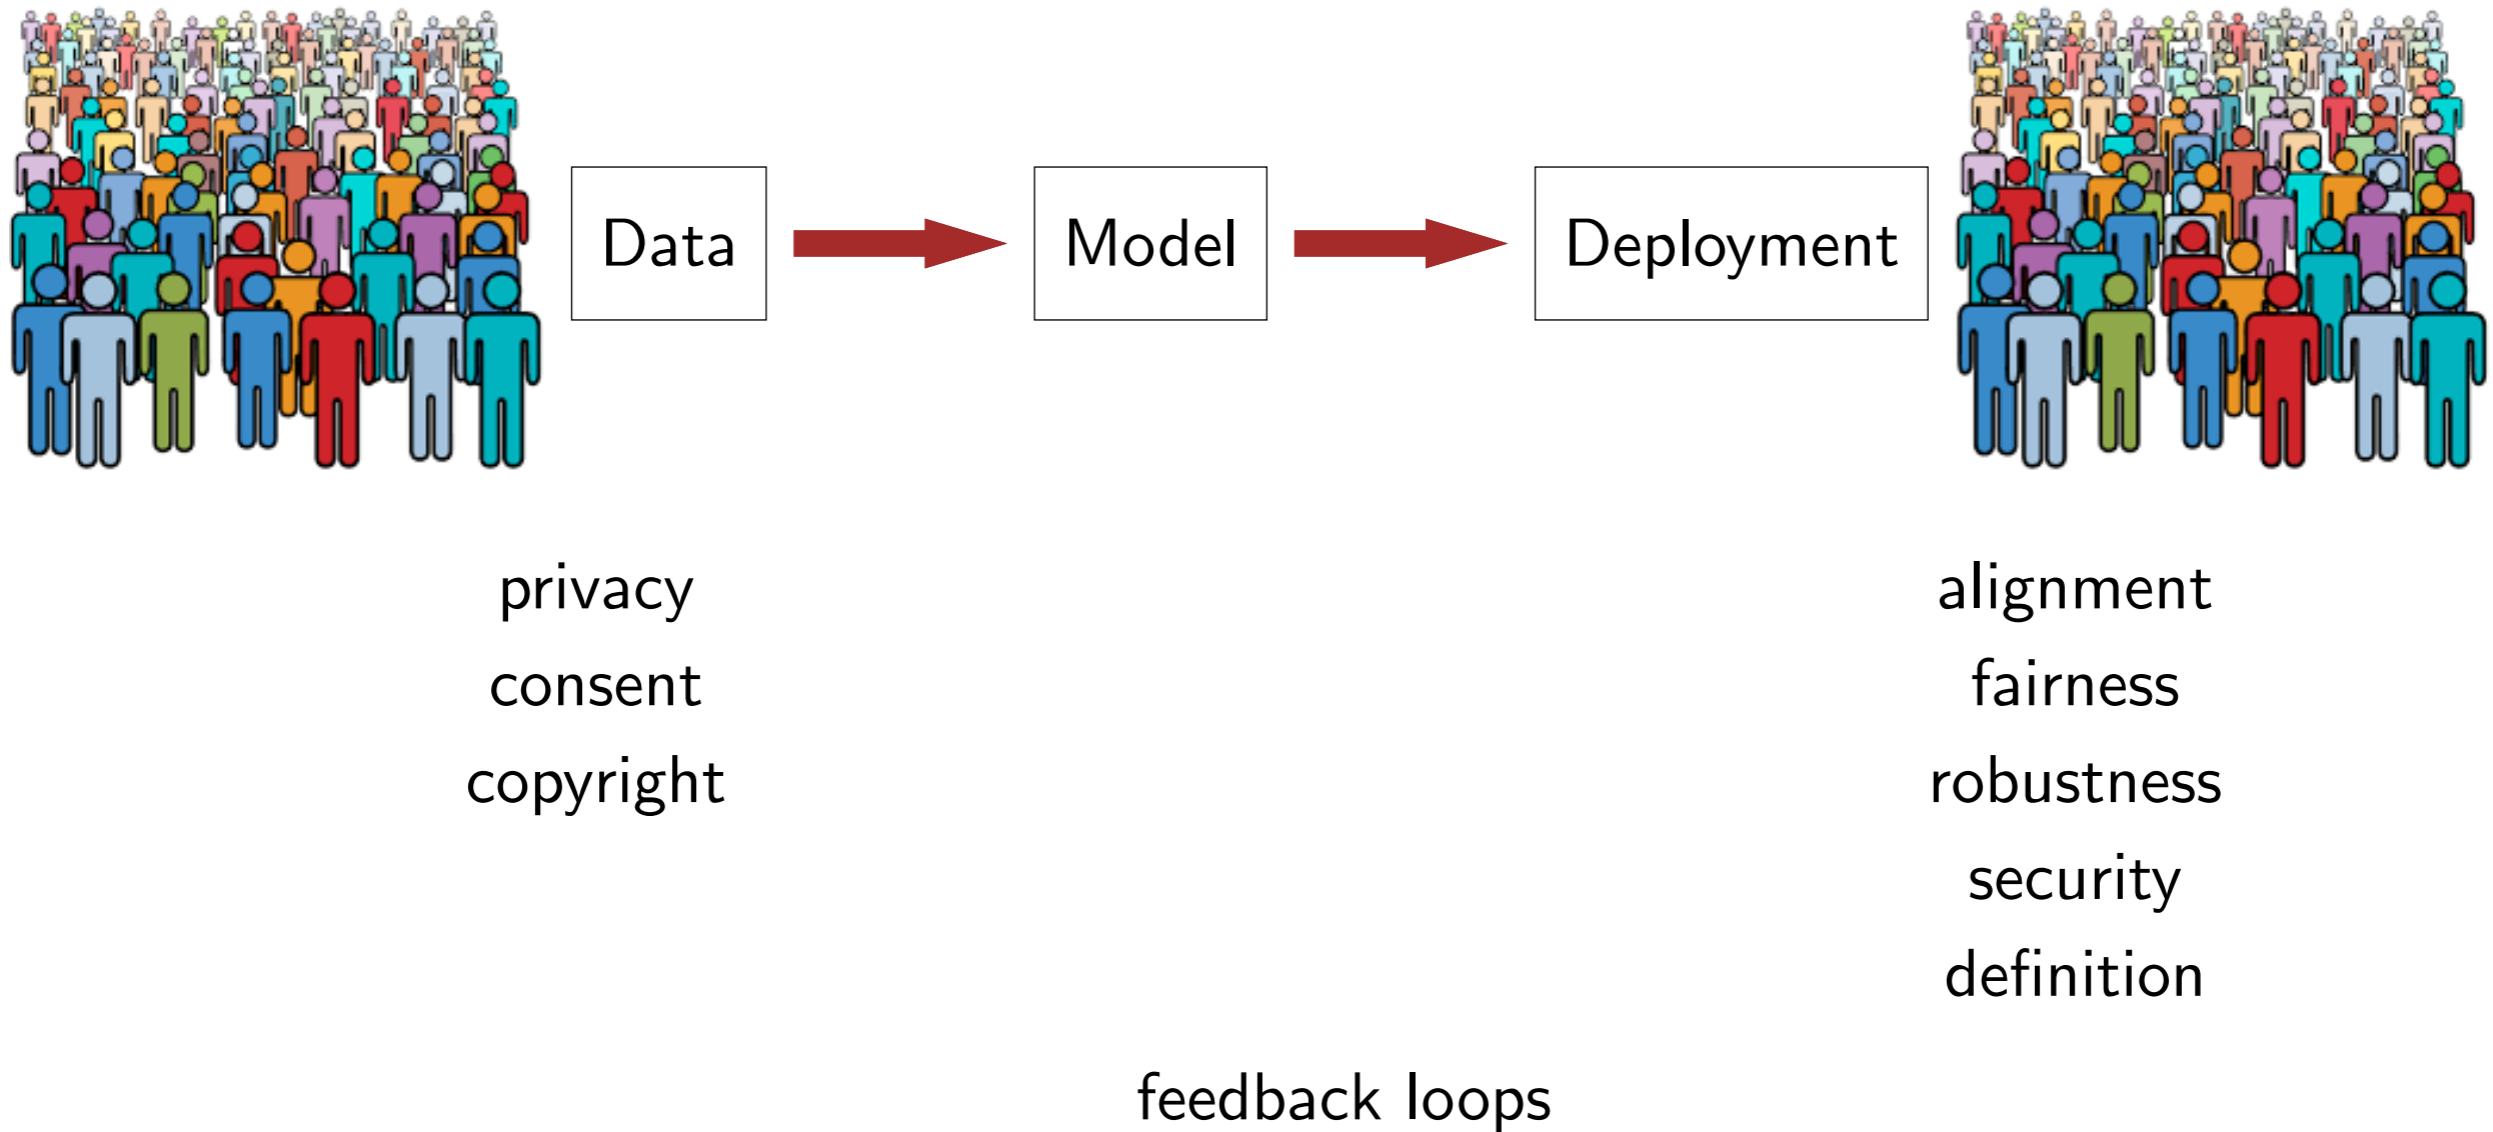 Data
Model
Deployment
privacy
consent
copyright
alignment
fairness
robustness
security
definition
feedback loops